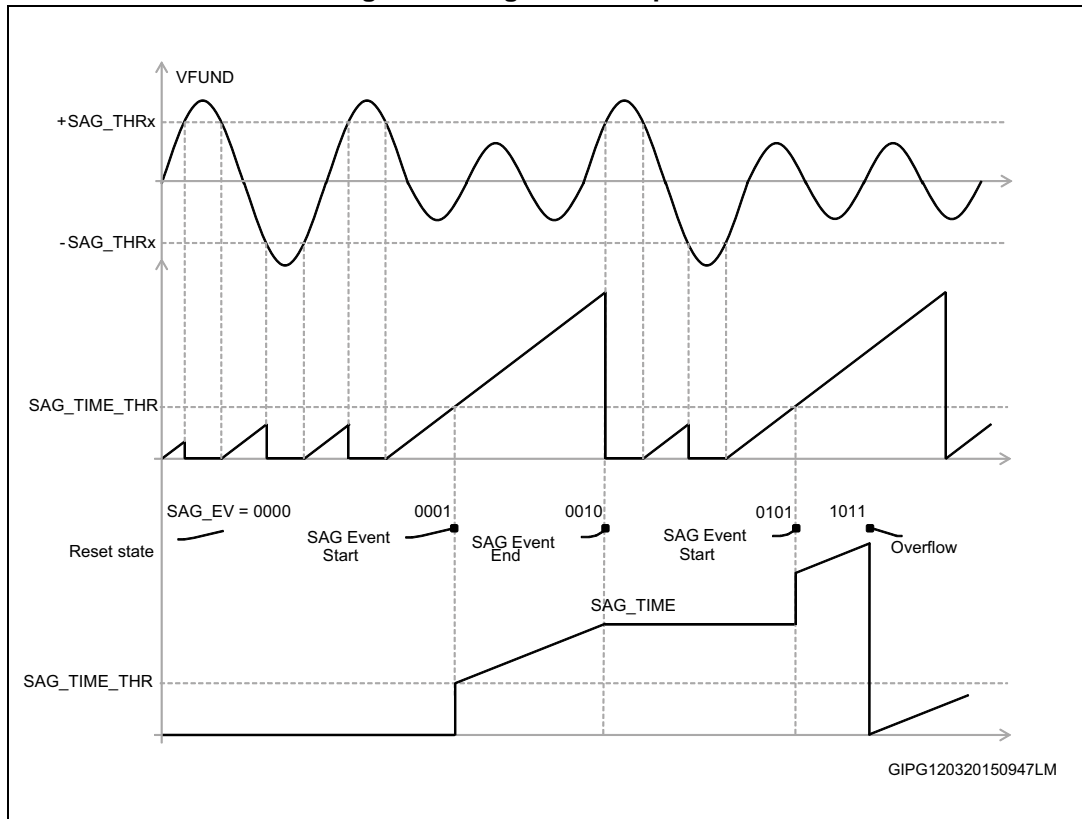 VFUND
+SAG_THRx
-SAG_THRx
SAG_TIME_THR
SAG_EV = 0000
0001
0010
0101
1011
Reset state
SAG Event
Start
SAG Event
End
SAG Event
Start
Overflow
SAG_TIME
SAG_TIME_THR
GIPG120320150947LM